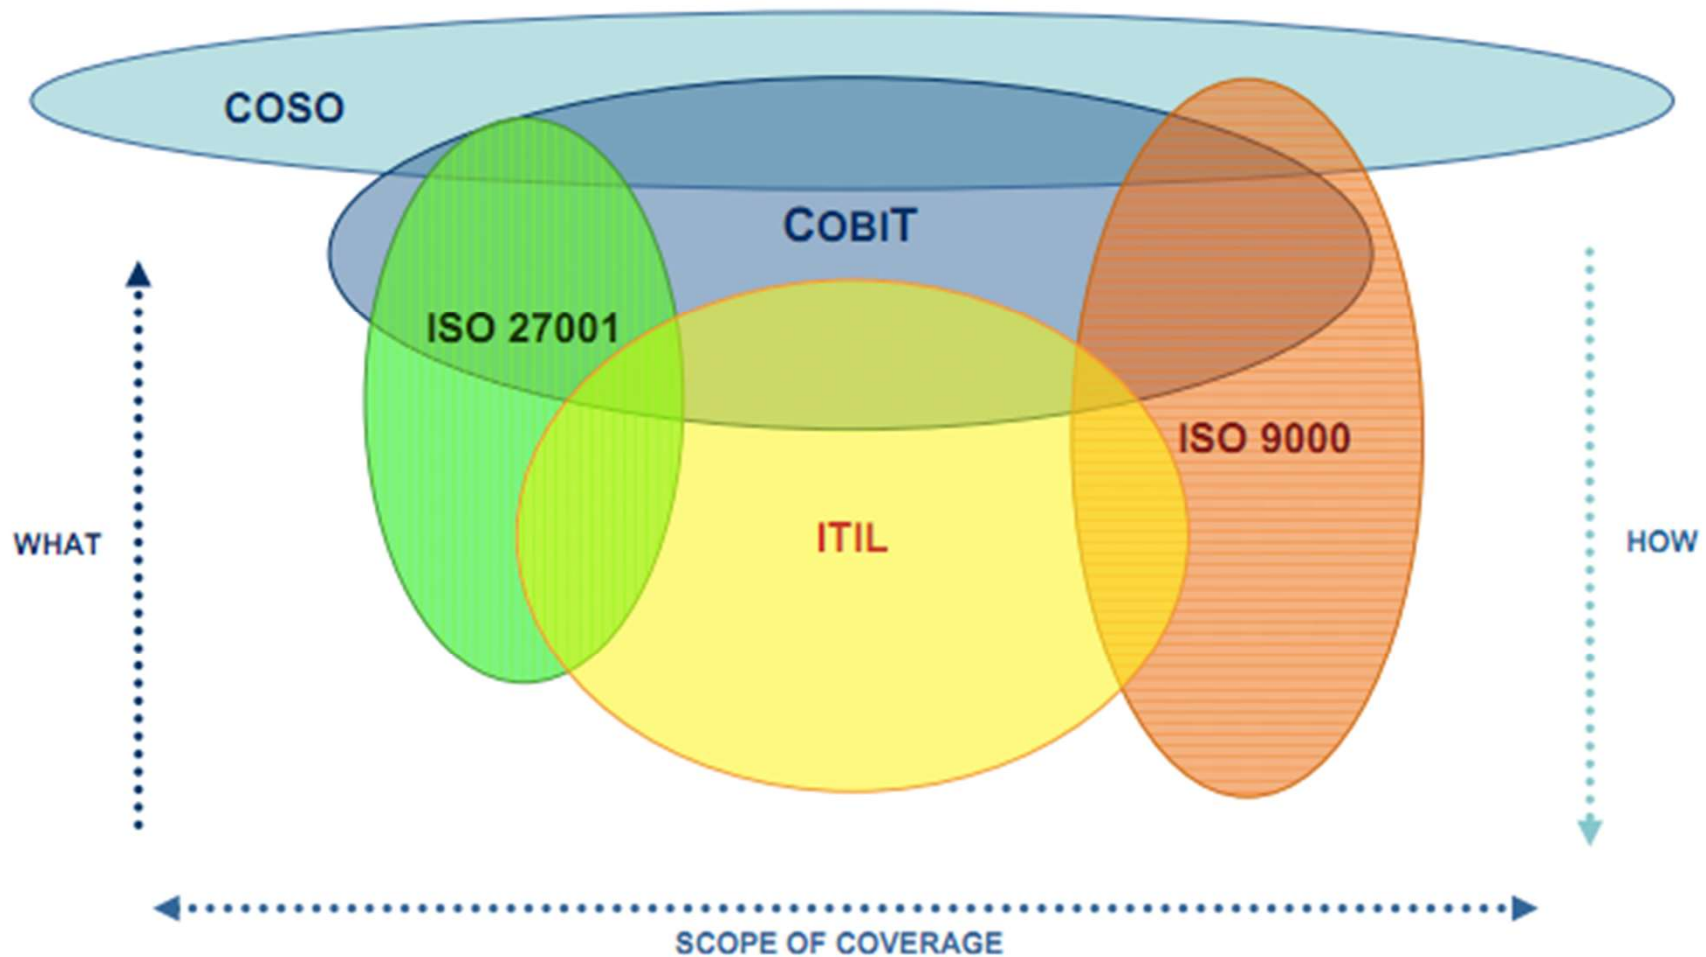 COSO
COBIT
ISO 27001
ISO 9000
ITIL
WHAT
HOW
SCOPE OF COVERAGE